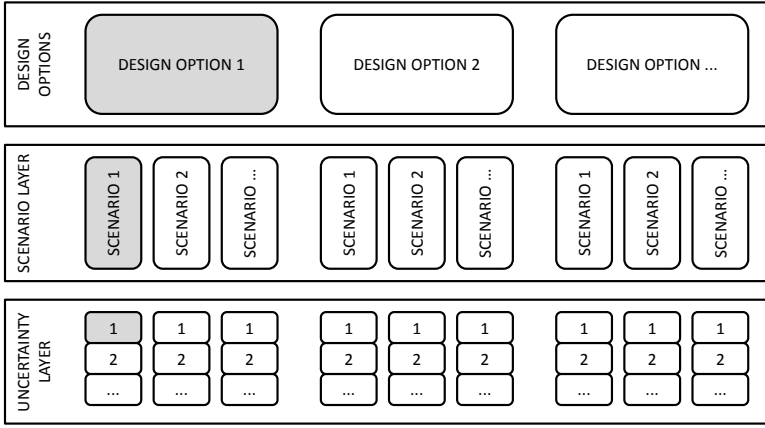 DESIGN
OPTIONS
DESIGN OPTION 1
DESIGN OPTION 2
DESIGN OPTION ...
SCENARIO LAYER
SCENARIO 1
SCENARIO 2
SCENARIO ...
SCENARIO 1
SCENARIO 2
SCENARIO ...
SCENARIO 1
SCENARIO 2
SCENARIO ...
UNCERTAINTY
LAYER
1 1 1 1 1 1 1 1 1
2 2 2 2 2 2 2 2 2
... ... ... ... ... ... ... ... ...